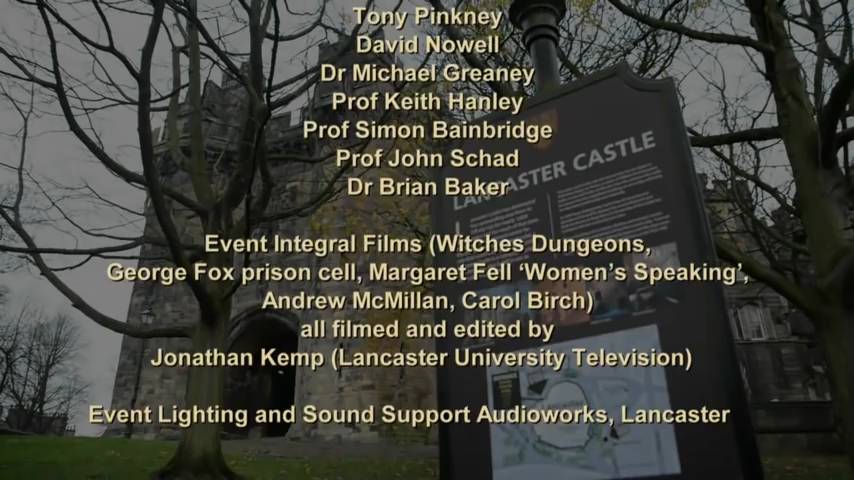 Tony Pinkney
David Nowell
Dr Michael Greaney
Prof Keith Hanley
Prof Simon Bainbridge
Prof John Schad
Dr Brian Baker
LANCASTER CASTLE
Event Integral Films (Witches Dungeons,
George Fox prison cell, Margaret Fell ‘Women’s Speaking’,
Andrew McMillan, Carol Birch)
all filmed and edited by
Jonathan Kemp (Lancaster University Television)
Event Lighting and Sound Support Audioworks, Lancaster